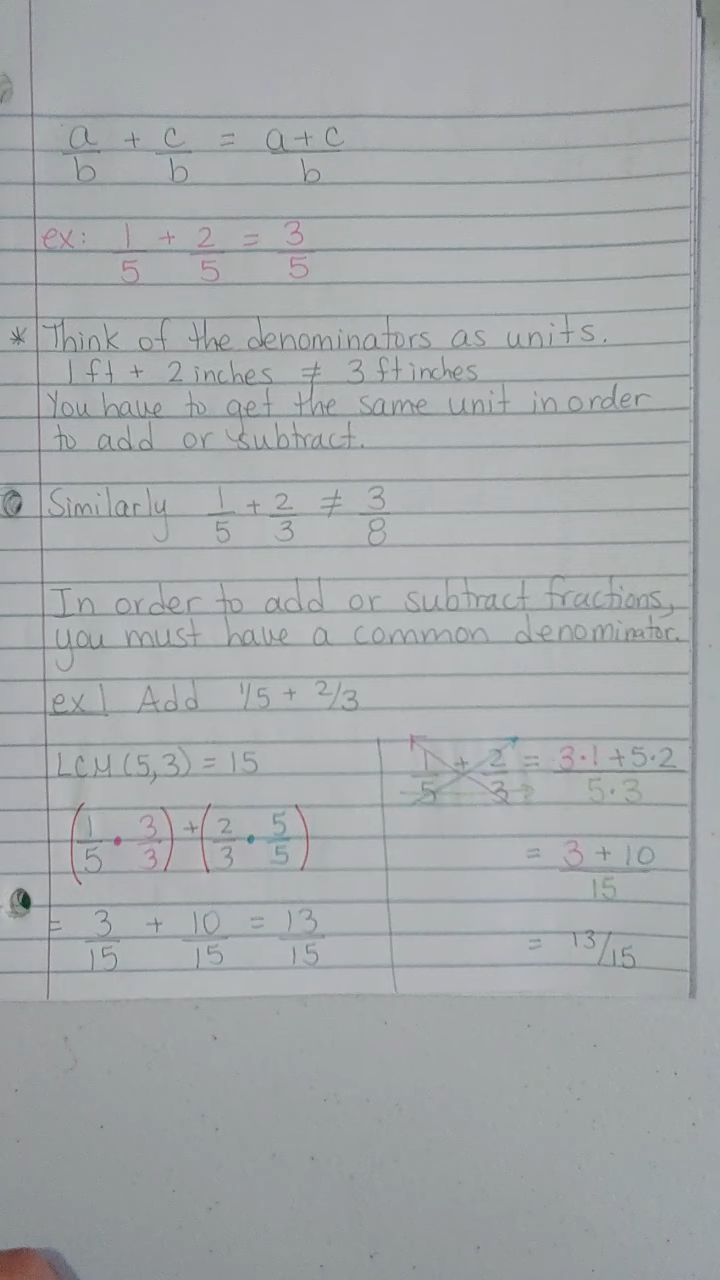 a/b + c/b = a+c/b
ex: 1/5 + 2/5 = 3/5
* Think of the denominators as units.
1 ft + 2 inches ≠ 3 ft inches
You have to get the same unit in order
to add or subtract.
Similarly 1/5 + 2/3 ≠ 3/8
In order to add or subtract fractions,
you must have a common denominator.
ex 1 Add 1/5 + 2/3
LCM (5,3) = 15
(1/5 • 3/3) + (2/3 • 5/5)
= 3/15 + 10/15 = 13/15
1/5 + 2/3 = 3•1 + 5•2/5•3
= 3 + 10/15
= 13/15